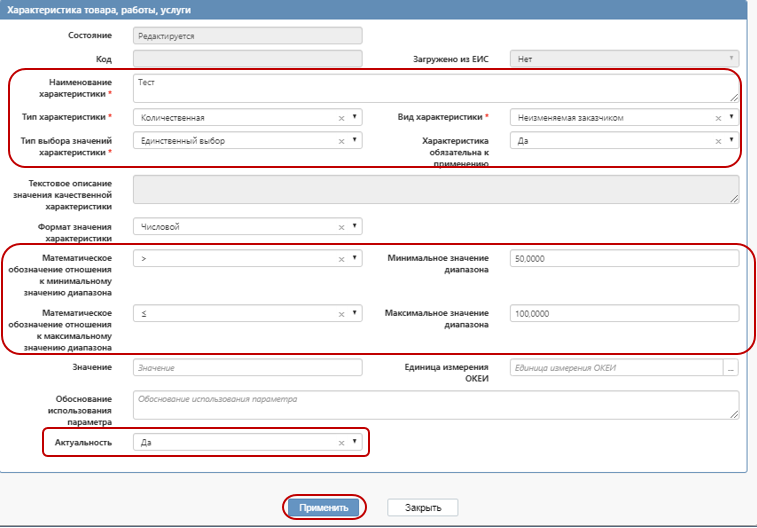 Характеристика товара, работы, услуги
Состояние
Редактируется
Код
Загружено из ЕИС
Нет
Наименование
характеристики *
Тест
Тип характеристики *
Количественная
Вид характеристики *
Неизменяемая заказчиком
Тип выбора значений
характеристики *
Единственный выбор
Характеристика
обязательна к
применению
Да
Текстовое описание
значения качественной
характеристики
Формат значения
характеристики
Числовой
Математическое
обозначение отношения
к минимальному
значению диапазона
>
Минимальное значение
диапазона
50,0000
Математическое
обозначение отношения
к максимальному
значению диапазона
≤
Максимальное значение
диапазона
100,0000
Значение
Значение
Единица измерения
ОКЕИ
Единица измерения ОКЕИ
...
Обоснование
использования
параметра
Обоснование использования параметра
Актуальность
Да
Применить
Закрыть